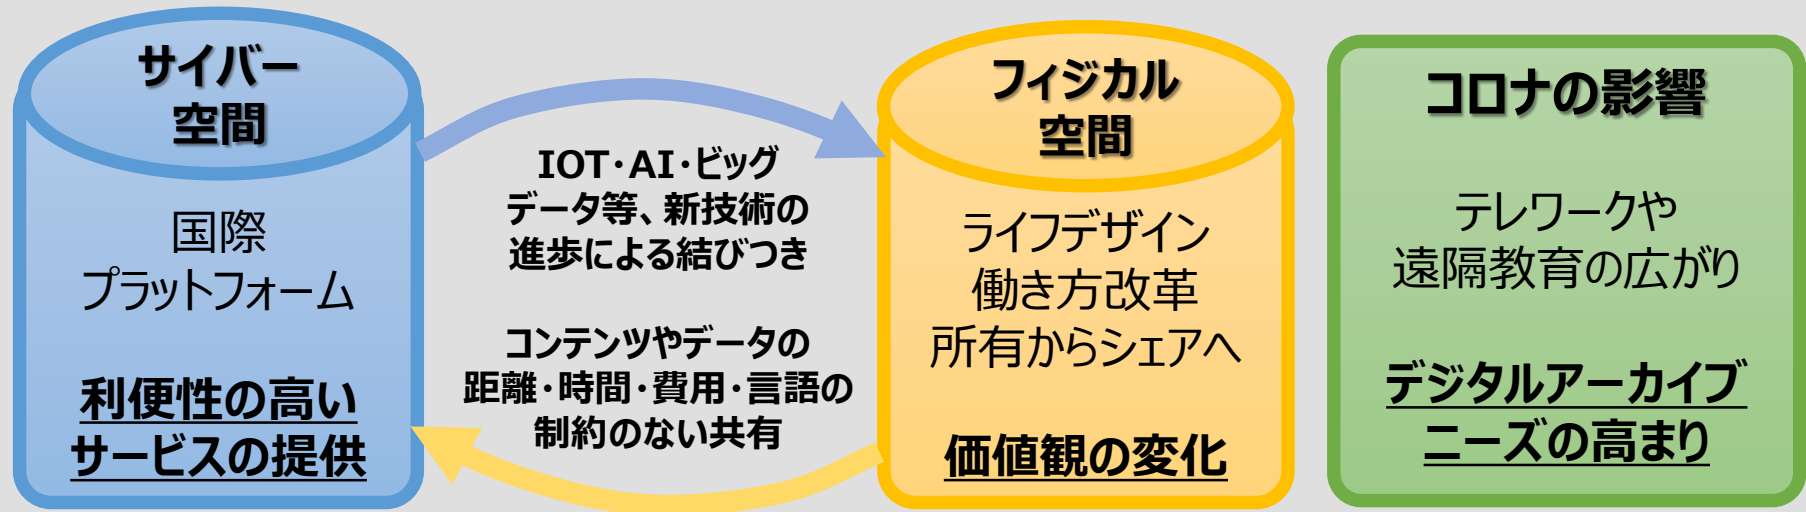 サイバー
空間
国際
プラットフォーム
利便性の高い
サービスの提供
IOT・AI・ビッグ
データ等、新技術の
進歩による結びつき
コンテンツやデータの
距離・時間・費用・言語の
制約のない共有
フィジカル
空間
ライフデザイン
働き方改革
所有からシェアへ
価値観の変化
コロナの影響
テレワークや
遠隔教育の広がり
デジタルアーカイブ
ニーズの高まり